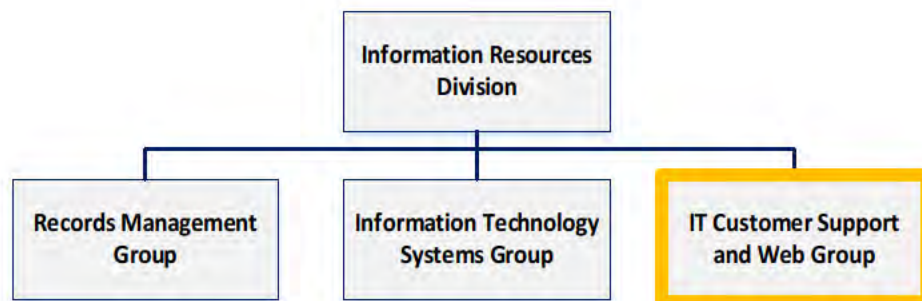 Information Resources
Division
Records Management
Group
Information Technology
Systems Group
IT Customer Support
and Web Group